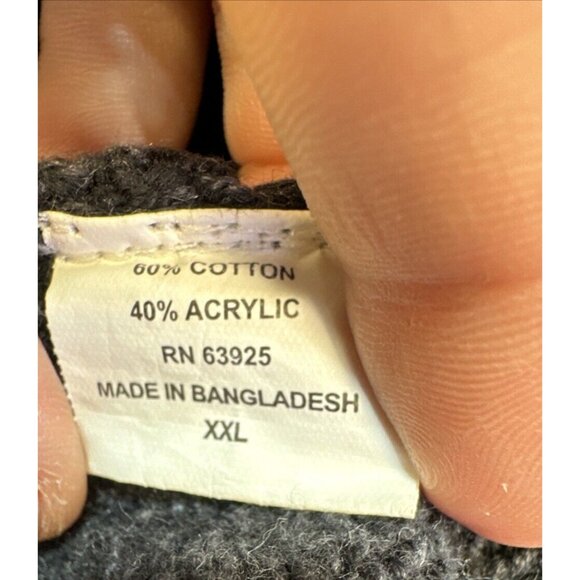 60% COTTON
40% ACRYLIC
RN 63925
MADE IN BANGLADESH
XXL